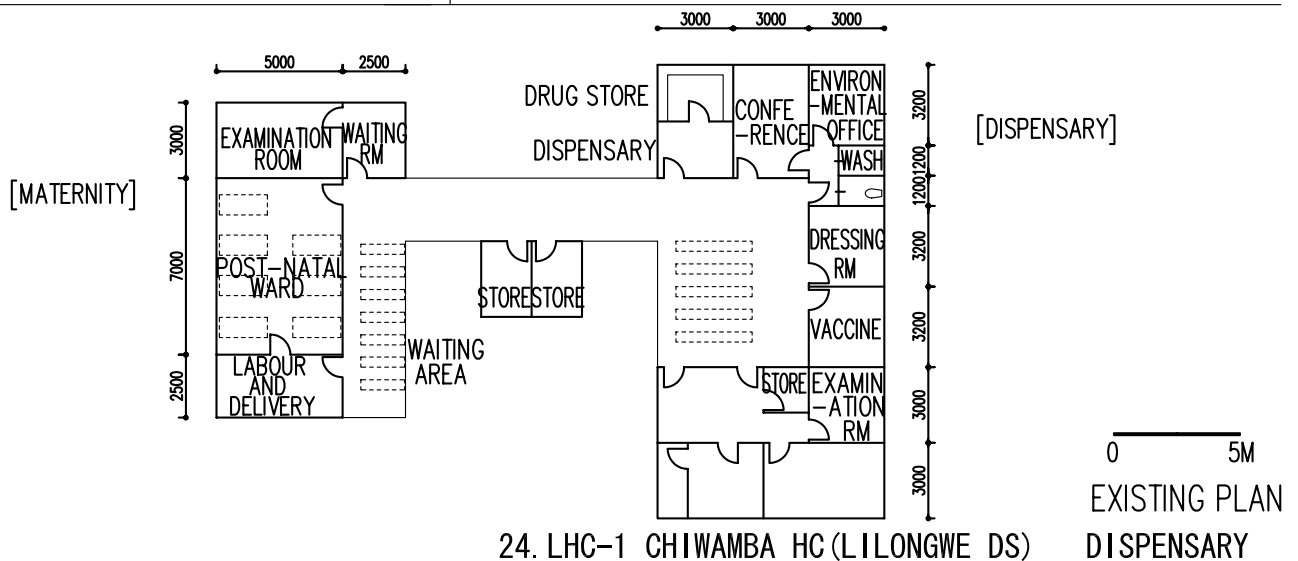 3000 3000 3000
5000 2500
DRUG STORE
DISPENSARY
CONFE
-RENCE
ENVIRON
-MENTAL
OFFICE
WASH
[DISPENSARY]
3200
1200
1200
3200
3200
3000
3000
3000
7000
2500
[MATERNITY]
EXAMINATION
ROOM
WAITING
RM
POST-NATAL
WARD
LABOUR
AND
DELIVERY
WAITING
AREA
STORE STORE
DRESSING
RM
VACCINE
STORE
EXAMIN
-ATION
RM
0 5M
EXISTING PLAN
24. LHC-1 CHIWAMBA HC(LILONGWE DS) DISPENSARY